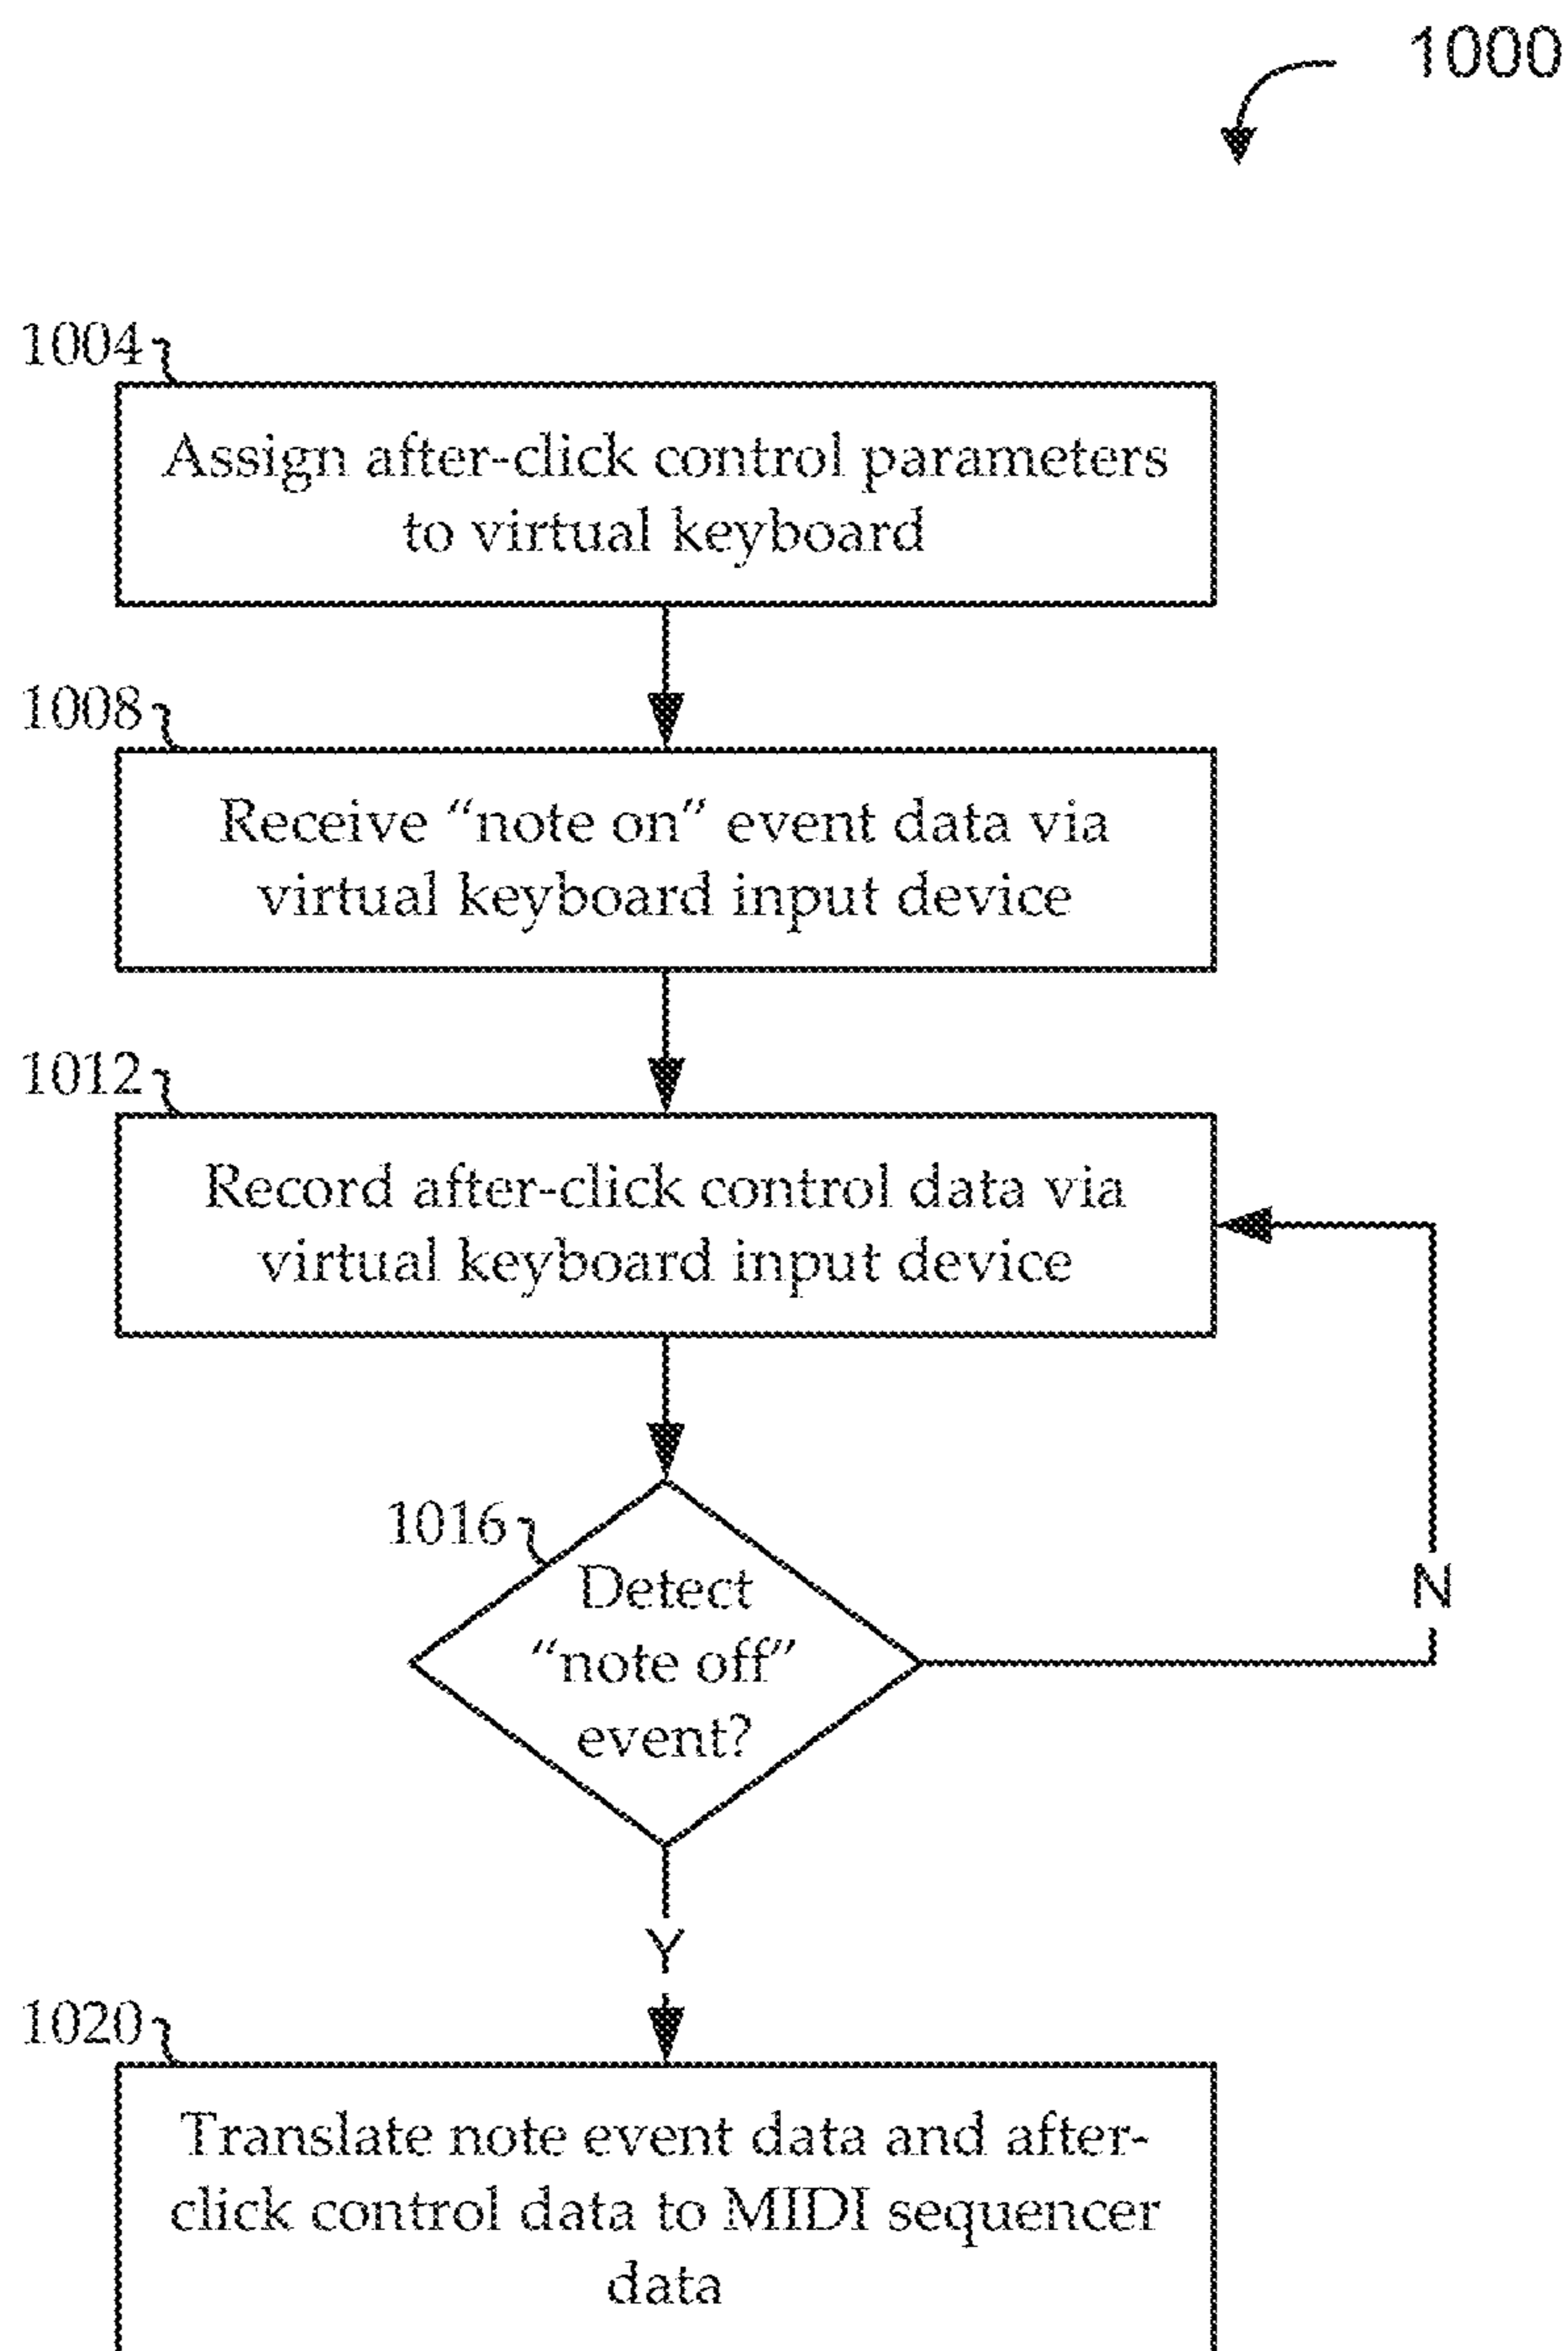 1000
1004
Assign after-click control parameters
to virtual keyboard
1008
Receive “note on” event data via
virtual keyboard input device
1012
Record after-click control data via
virtual keyboard input device
1016
Detect
“note off”
event?
N
Y
1020
Translate note event data and after-
click control data to MIDI sequencer
data